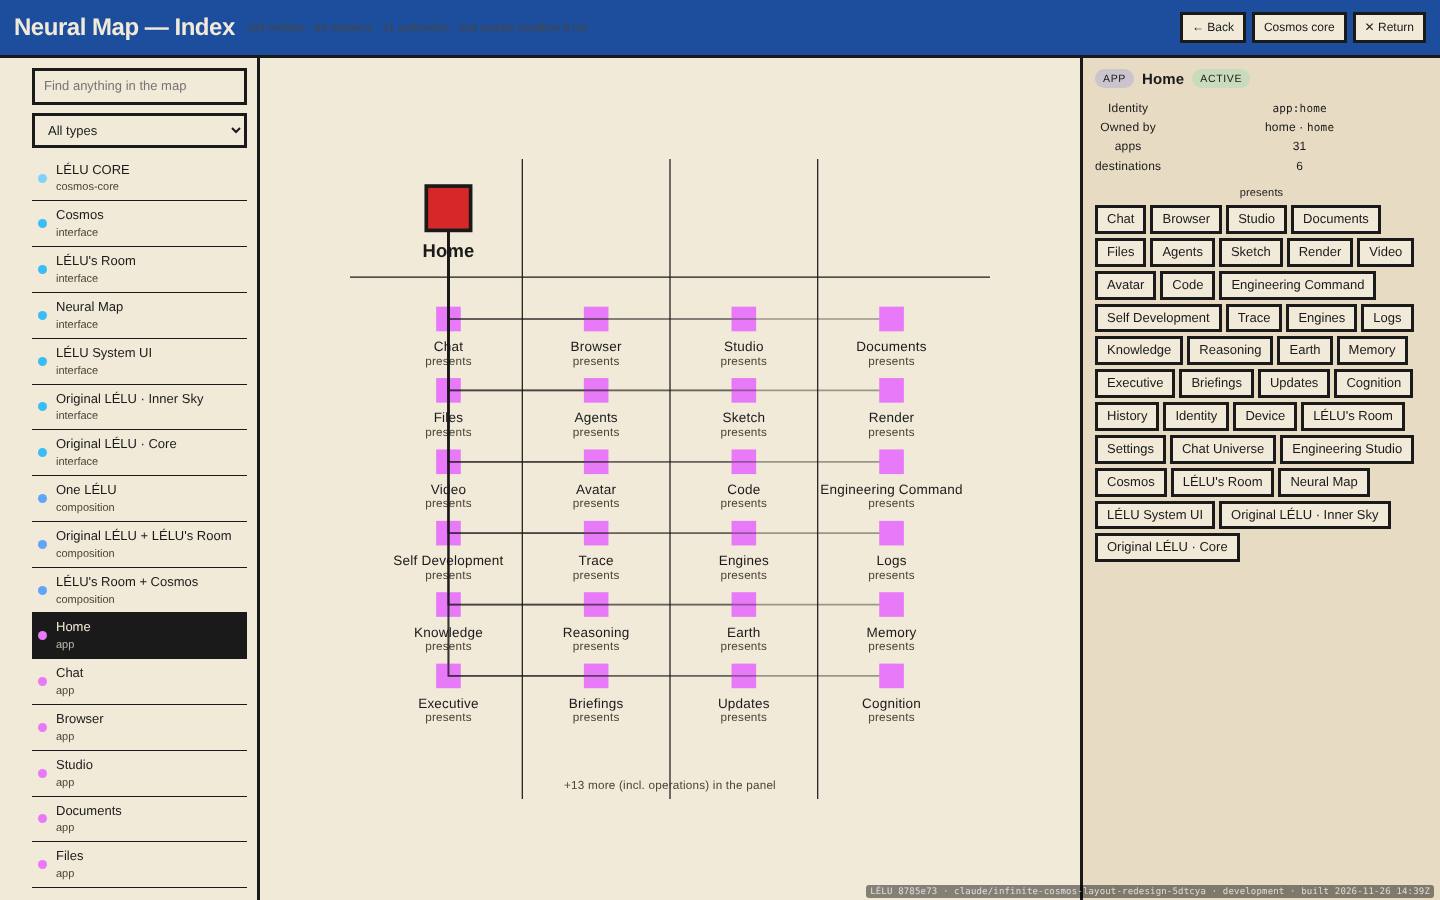 Neural Map — Index
← Back
Cosmos core
✕ Return
Find anything in the map
All types
LÉLU CORE
cosmos-core
Cosmos
interface
LÉLU's Room
interface
Neural Map
interface
LÉLU System UI
interface
Original LÉLU · Inner Sky
interface
Original LÉLU · Core
interface
One LÉLU
composition
Original LÉLU + LÉLU's Room
composition
LÉLU's Room + Cosmos
composition
Home
app
Chat
app
Browser
app
Studio
app
Documents
app
Files
app
Home
Chat Browser Studio Documents
presents presents presents presents
Files Agents Sketch Render
presents presents presents presents
Video Avatar Code Engineering Command
presents presents presents presents
Self Development Trace Engines Logs
presents presents presents presents
Knowledge Reasoning Earth Memory
presents presents presents presents
Executive Briefings Updates Cognition
presents presents presents presents
+13 more (incl. operations) in the panel
APP Home ACTIVE
Identity app:home
Owned by home · home
apps 31
destinations 6
presents
Chat Browser Studio Documents
Files Agents Sketch Render Video
Avatar Code Engineering Command
Self Development Trace Engines Logs
Knowledge Reasoning Earth Memory
Executive Briefings Updates Cognition
History Identity Device LÉLU's Room
Settings Chat Universe Engineering Studio
Cosmos LÉLU's Room Neural Map
LÉLU System UI Original LÉLU · Inner Sky
Original LÉLU · Core
LÉLU 8785e73 · claude/infinite-cosmos-layout-redesign-5dtcya · development · built 2026-11-26 14:39Z